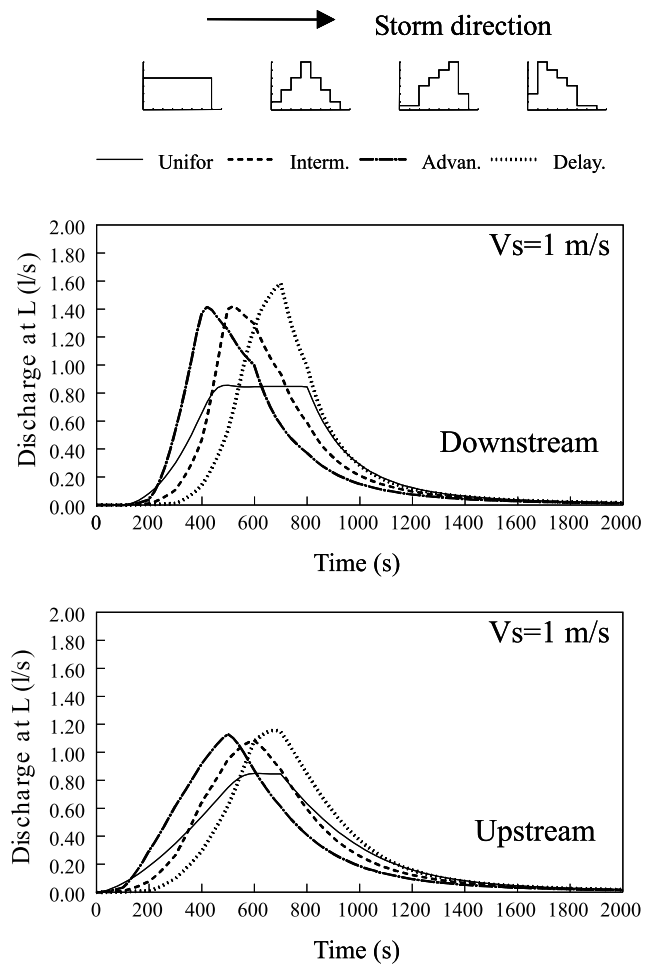 Storm direction
Unifor Interm. Advan. Delay.
Vs=1 m/s
2.00
1.80
1.60
1.40
1.20
1.00
0.80
0.60
0.40
0.20
0.00
Discharge at L (l/s)
Downstream
0 200 400 600 800 1000 1200 1400 1600 1800 2000
Time (s)
Vs=1 m/s
2.00
1.80
1.60
1.40
1.20
1.00
0.80
0.60
0.40
0.20
0.00
Discharge at L (l/s)
Upstream
0 200 400 600 800 1000 1200 1400 1600 1800 2000
Time (s)